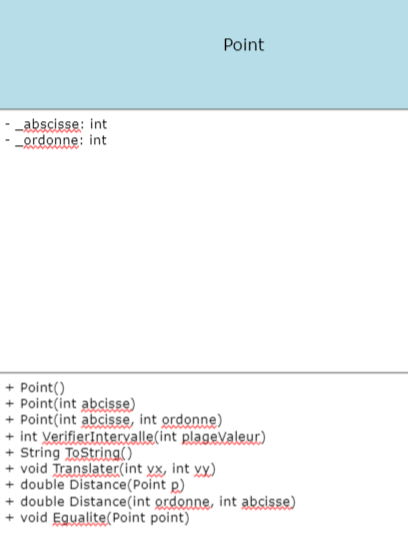 Point
- _abscisse: int
- _ordonne: int
+ Point()
+ Point(int abcisse)
+ Point(int abcisse, int ordonne)
+ int VerifierIntervalle(int plageValeur)
+ String ToString()
+ void Translater(int vx, int vy)
+ double Distance(Point p)
+ double Distance(int ordonne, int abcisse)
+ void Egualite(Point point)